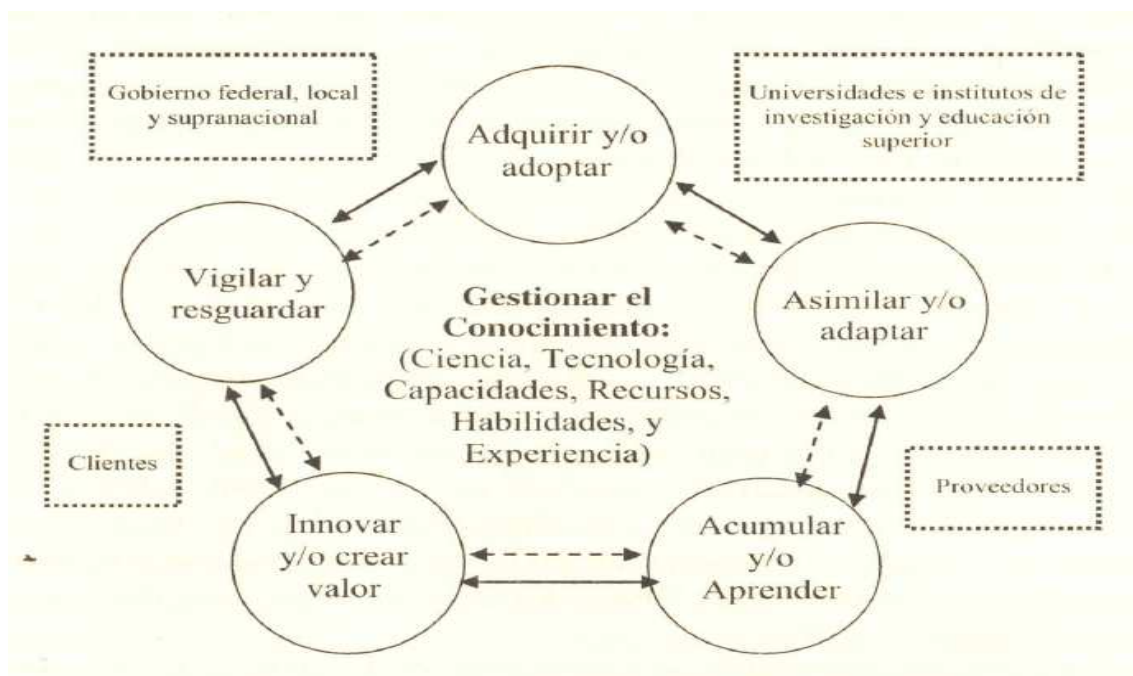 Gobierno federal, local
y supranacional
Universidades e institutos de
investigación y educación
superior
Adquirir y/o
adoptar
Vigilar y
resguardar
Asimilar y/o
adaptar
Gestionar el
Conocimiento:
(Ciencia, Tecnología,
Capacidades, Recursos,
Habilidades, y
Experiencia)
Clientes
Proveedores
Innovar
y/o crear
valor
Acumular
y/o
Aprender